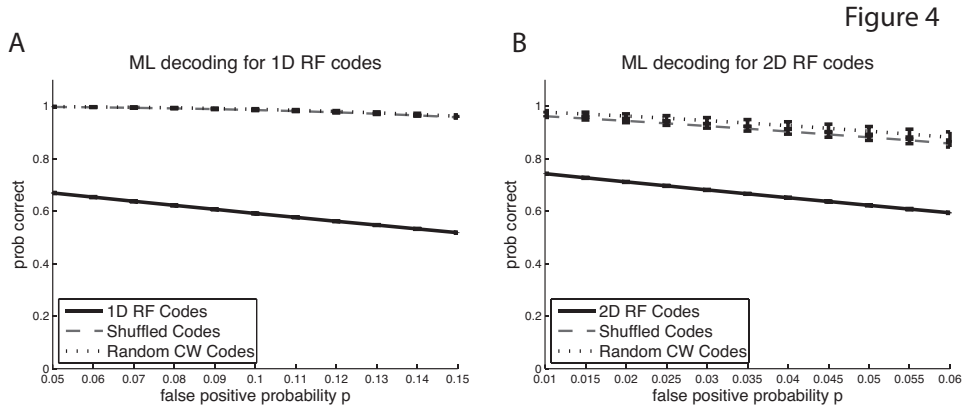 Figure 4
A
ML decoding for 1D RF codes
prob correct
1
0.8
0.6
0.4
0.2
0
1D RF Codes
Shuffled Codes
Random CW Codes
0.05 0.06 0.07 0.08 0.09 0.1 0.11 0.12 0.13 0.14 0.15
false positive probability p
B
ML decoding for 2D RF codes
prob correct
1
0.8
0.6
0.4
0.2
0
2D RF Codes
Shuffled Codes
Random CW Codes
0.01 0.015 0.02 0.025 0.03 0.035 0.04 0.045 0.05 0.055 0.06
false positive probability p